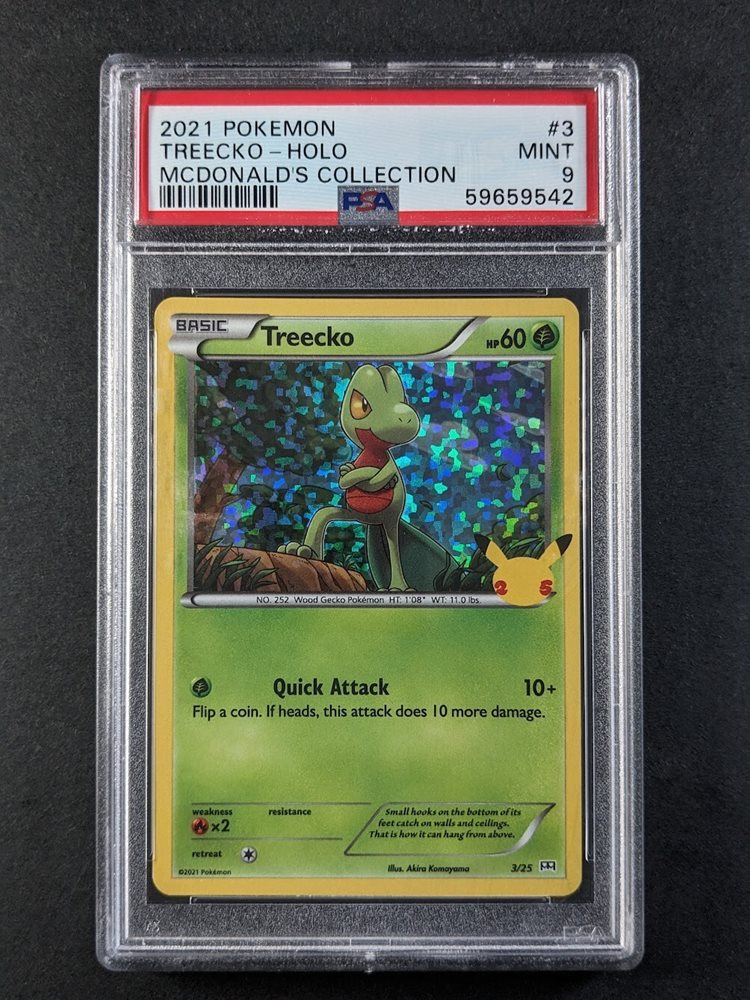 2021 POKEMON #3
TREECKO - HOLO MINT
MCDONALD'S COLLECTION 9
PSA 59659542
BASIC Treecko HP60
25
NO. 252 Wood Gecko Pokémon HT: 1'08" WT: 11.0 lbs.
Quick Attack 10+
Flip a coin. If heads, this attack does 10 more damage.
weakness resistance
×2
retreat
Small hooks on the bottom of its
feet catch on walls and ceilings.
That is how it can hang from above.
©2021 Pokémon Illus. Akira Komayama 3/25
PSA